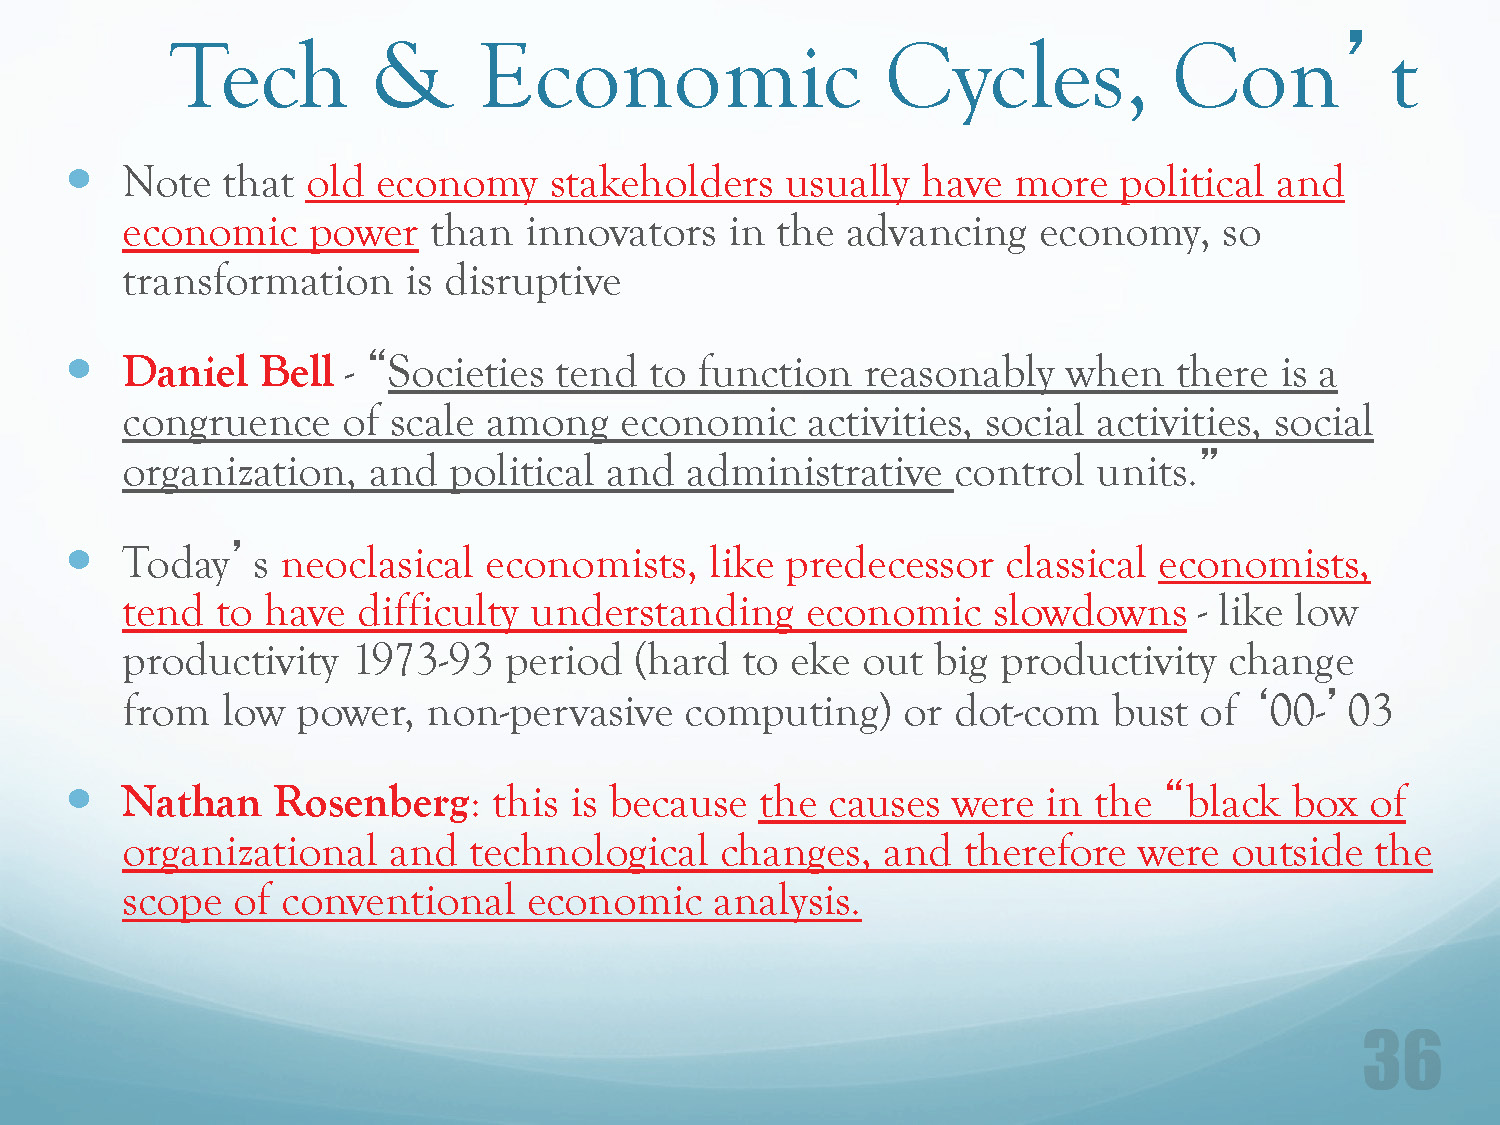 Tech & Economic Cycles, Con’t
• Note that old economy stakeholders usually have more political and
economic power than innovators in the advancing economy, so
transformation is disruptive
• Daniel Bell - “Societies tend to function reasonably when there is a
congruence of scale among economic activities, social activities, social
organization, and political and administrative control units.”
• Today’s neoclasical economists, like predecessor classical economists,
tend to have difficulty understanding economic slowdowns - like low
productivity 1973-93 period (hard to eke out big productivity change
from low power, non-pervasive computing) or dot-com bust of ‘00-’03
• Nathan Rosenberg: this is because the causes were in the “black box of
organizational and technological changes, and therefore were outside the
scope of conventional economic analysis.
36